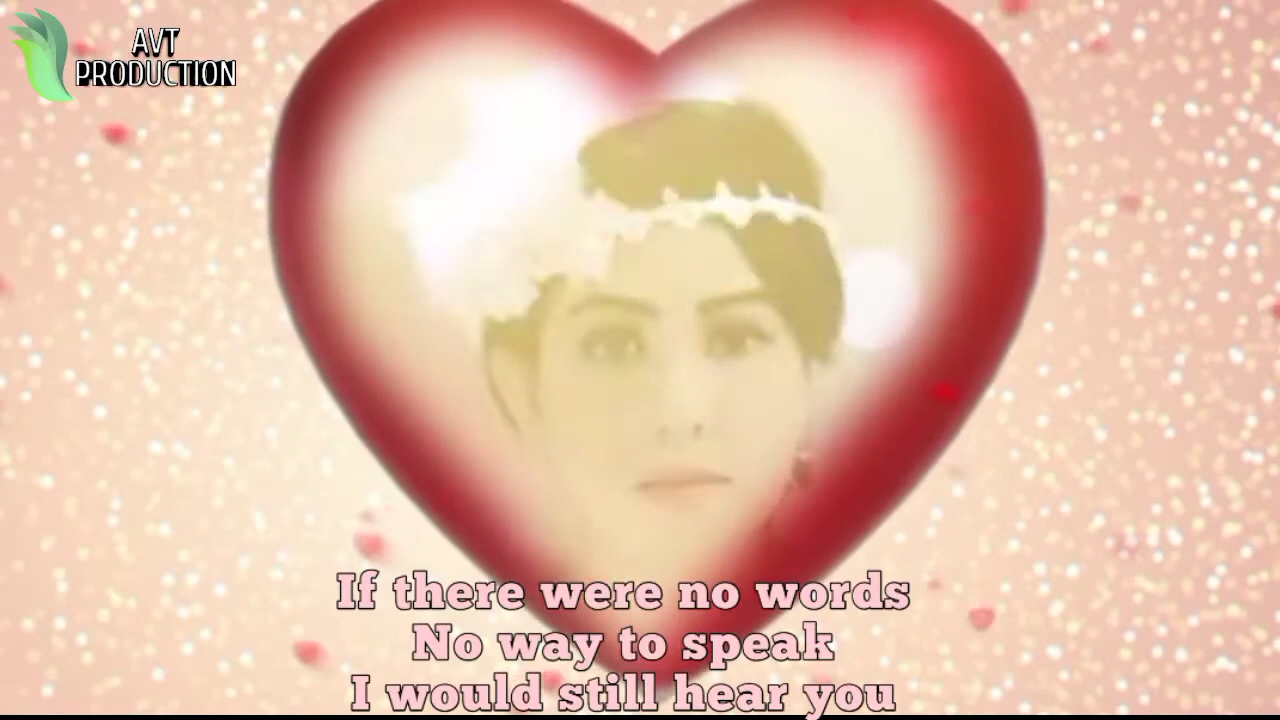 AVT
PRODUCTION
If there were no words
No way to speak
I would still hear you